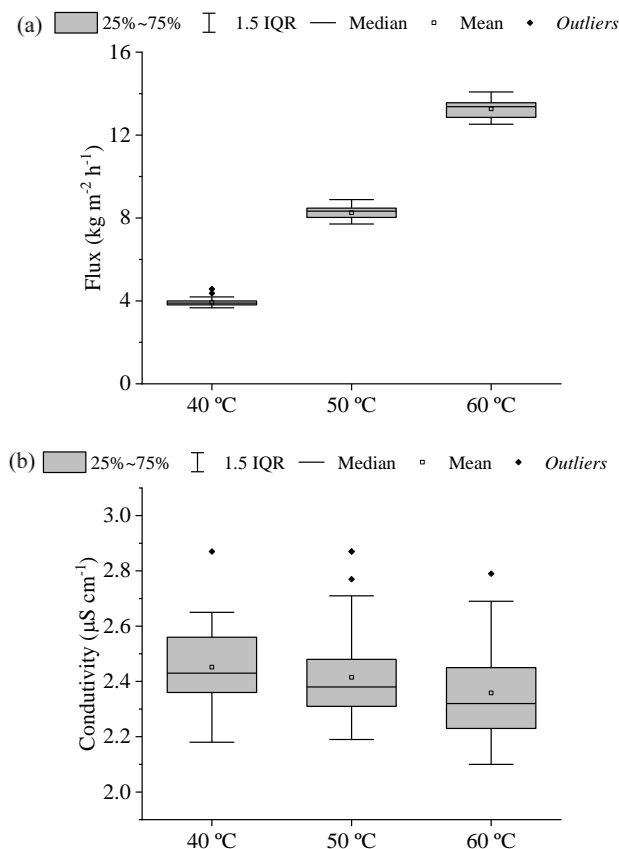 (a) 25%~75% 1.5 IQR Median Mean Outliers
16
12
8
4
0
Flux (kg m⁻² h⁻¹)
40 ºC 50 ºC 60 ºC
(b) 25%~75% 1.5 IQR Median Mean Outliers
3.0
2.8
2.6
2.4
2.2
2.0
Condutivity (µS cm⁻¹)
40 ºC 50 ºC 60 ºC